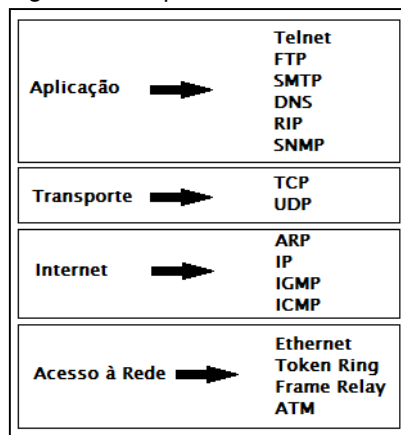 Aplicação
Telnet
FTP
SMTP
DNS
RIP
SNMP
Transporte
TCP
UDP
Internet
ARP
IP
IGMP
ICMP
Acesso à Rede
Ethernet
Token Ring
Frame Relay
ATM